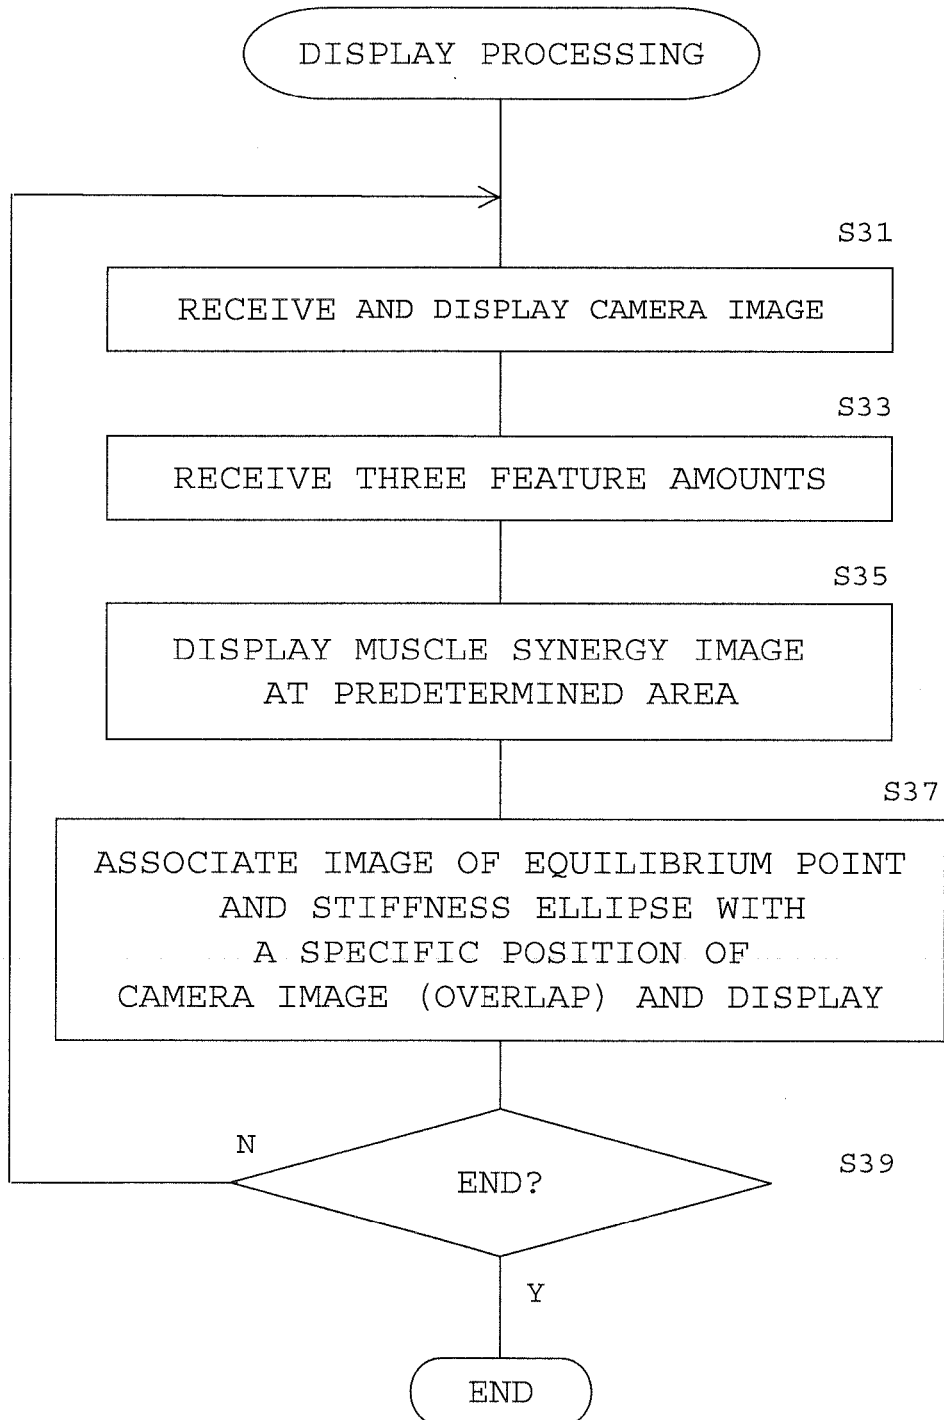 DISPLAY PROCESSING
S31
RECEIVE AND DISPLAY CAMERA IMAGE
S33
RECEIVE THREE FEATURE AMOUNTS
S35
DISPLAY MUSCLE SYNERGY IMAGE
AT PREDETERMINED AREA
S37
ASSOCIATE IMAGE OF EQUILIBRIUM POINT
AND STIFFNESS ELLIPSE WITH
A SPECIFIC POSITION OF
CAMERA IMAGE (OVERLAP) AND DISPLAY
N
S39
END?
Y
END